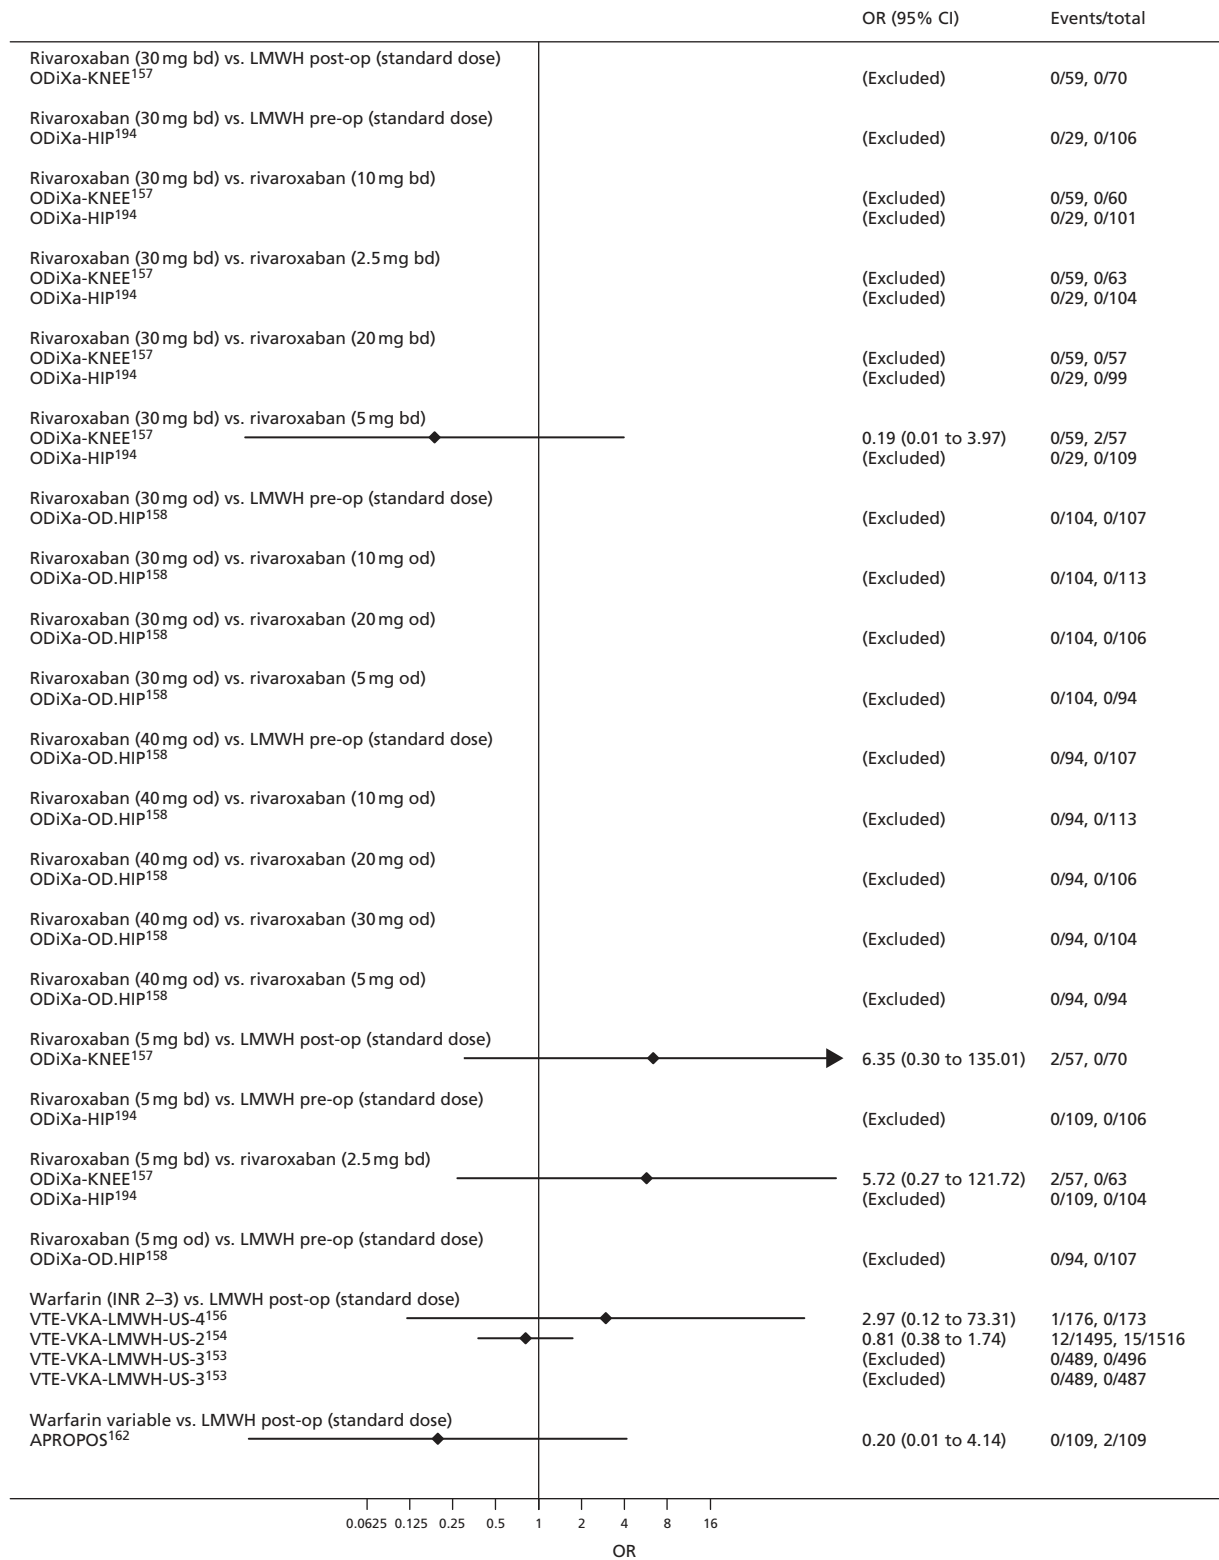 OR (95% CI) Events/total
Rivaroxaban (30 mg bd) vs. LMWH post-op (standard dose)
ODiXa-KNEE157 (Excluded) 0/59, 0/70
Rivaroxaban (30 mg bd) vs. LMWH pre-op (standard dose)
ODiXa-HIP194 (Excluded) 0/29, 0/106
Rivaroxaban (30 mg bd) vs. rivaroxaban (10 mg bd)
ODiXa-KNEE157 (Excluded) 0/59, 0/60
ODiXa-HIP194 (Excluded) 0/29, 0/101
Rivaroxaban (30 mg bd) vs. rivaroxaban (2.5 mg bd)
ODiXa-KNEE157 (Excluded) 0/59, 0/63
ODiXa-HIP194 (Excluded) 0/29, 0/104
Rivaroxaban (30 mg bd) vs. rivaroxaban (20 mg bd)
ODiXa-KNEE157 (Excluded) 0/59, 0/57
ODiXa-HIP194 (Excluded) 0/29, 0/99
Rivaroxaban (30 mg bd) vs. rivaroxaban (5 mg bd)
ODiXa-KNEE157 0.19 (0.01 to 3.97) 0/59, 2/57
ODiXa-HIP194 (Excluded) 0/29, 0/109
Rivaroxaban (30 mg od) vs. LMWH pre-op (standard dose)
ODiXa-OD.HIP158 (Excluded) 0/104, 0/107
Rivaroxaban (30 mg od) vs. rivaroxaban (10 mg od)
ODiXa-OD.HIP158 (Excluded) 0/104, 0/113
Rivaroxaban (30 mg od) vs. rivaroxaban (20 mg od)
ODiXa-OD.HIP158 (Excluded) 0/104, 0/106
Rivaroxaban (30 mg od) vs. rivaroxaban (5 mg od)
ODiXa-OD.HIP158 (Excluded) 0/104, 0/94
Rivaroxaban (40 mg od) vs. LMWH pre-op (standard dose)
ODiXa-OD.HIP158 (Excluded) 0/94, 0/107
Rivaroxaban (40 mg od) vs. rivaroxaban (10 mg od)
ODiXa-OD.HIP158 (Excluded) 0/94, 0/113
Rivaroxaban (40 mg od) vs. rivaroxaban (20 mg od)
ODiXa-OD.HIP158 (Excluded) 0/94, 0/106
Rivaroxaban (40 mg od) vs. rivaroxaban (30 mg od)
ODiXa-OD.HIP158 (Excluded) 0/94, 0/104
Rivaroxaban (40 mg od) vs. rivaroxaban (5 mg od)
ODiXa-OD.HIP158 (Excluded) 0/94, 0/94
Rivaroxaban (5 mg bd) vs. LMWH post-op (standard dose)
ODiXa-KNEE157 6.35 (0.30 to 135.01) 2/57, 0/70
Rivaroxaban (5 mg bd) vs. LMWH pre-op (standard dose)
ODiXa-HIP194 (Excluded) 0/109, 0/106
Rivaroxaban (5 mg bd) vs. rivaroxaban (2.5 mg bd)
ODiXa-KNEE157 5.72 (0.27 to 121.72) 2/57, 0/63
ODiXa-HIP194 (Excluded) 0/109, 0/104
Rivaroxaban (5 mg od) vs. LMWH pre-op (standard dose)
ODiXa-OD.HIP158 (Excluded) 0/94, 0/107
Warfarin (INR 2–3) vs. LMWH post-op (standard dose)
VTE-VKA-LMWH-US-4156 2.97 (0.12 to 73.31) 1/176, 0/173
VTE-VKA-LMWH-US-2154 0.81 (0.38 to 1.74) 12/1495, 15/1516
VTE-VKA-LMWH-US-3153 (Excluded) 0/489, 0/496
VTE-VKA-LMWH-US-3153 (Excluded) 0/489, 0/487
Warfarin variable vs. LMWH post-op (standard dose)
APROPOS162 0.20 (0.01 to 4.14) 0/109, 2/109
0.0625 0.125 0.25 0.5 1 2 4 8 16
OR